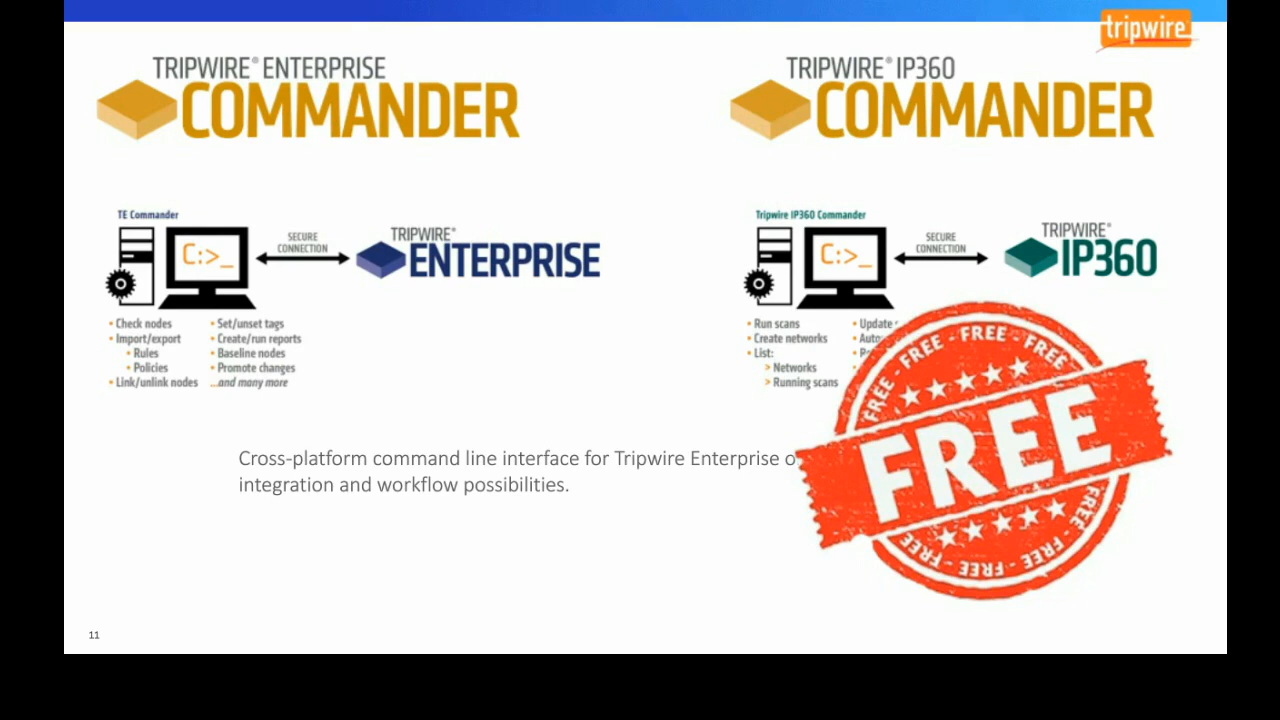 tripwire
TRIPWIRE® ENTERPRISE
COMMANDER
TRIPWIRE® IP360
COMMANDER
TE Commander
C:>_
SECURE
CONNECTION
TRIPWIRE®
ENTERPRISE
• Check nodes
• Import/export
• Rules
• Policies
• Link/unlink nodes
• Set/unset tags
• Create/run reports
• Baseline nodes
• Promote changes
...and many more
Tripwire IP360 Commander
C:>_
SECURE
CONNECTION
TRIPWIRE®
IP360
• Run scans
• Create networks
• List:
> Networks
> Running scans
• Update
FREE - FREE - FREE - FREE
FREE
FREE - FREE - FREE - FREE
Cross-platform command line interface for Tripwire Enterprise
integration and workflow possibilities.
11